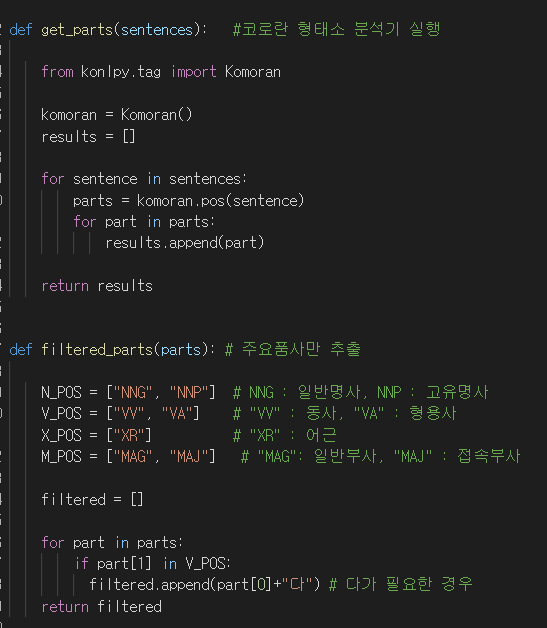 def get_parts(sentences):   #코로란 형태소 분석기 실행
    from konlpy.tag import Komoran
    komoran = Komoran()
    results = []
    for sentence in sentences:
        parts = komoran.pos(sentence)
        for part in parts:
            results.append(part)
    return results
def filtered_parts(parts): # 주요품사만 추출
    N_POS = ["NNG", "NNP"]  # NNG : 일반명사, NNP : 고유명사
    V_POS = ["VV", "VA"]    # "VV" : 동사, "VA" : 형용사
    X_POS = ["XR"]          # "XR" : 어근
    M_POS = ["MAG", "MAJ"]   # "MAG": 일반부사, "MAJ" : 접속부사
    filtered = []
    for part in parts:
        if part[1] in V_POS:
          filtered.append(part[0]+"다") # 다가 필요한 경우
    return filtered